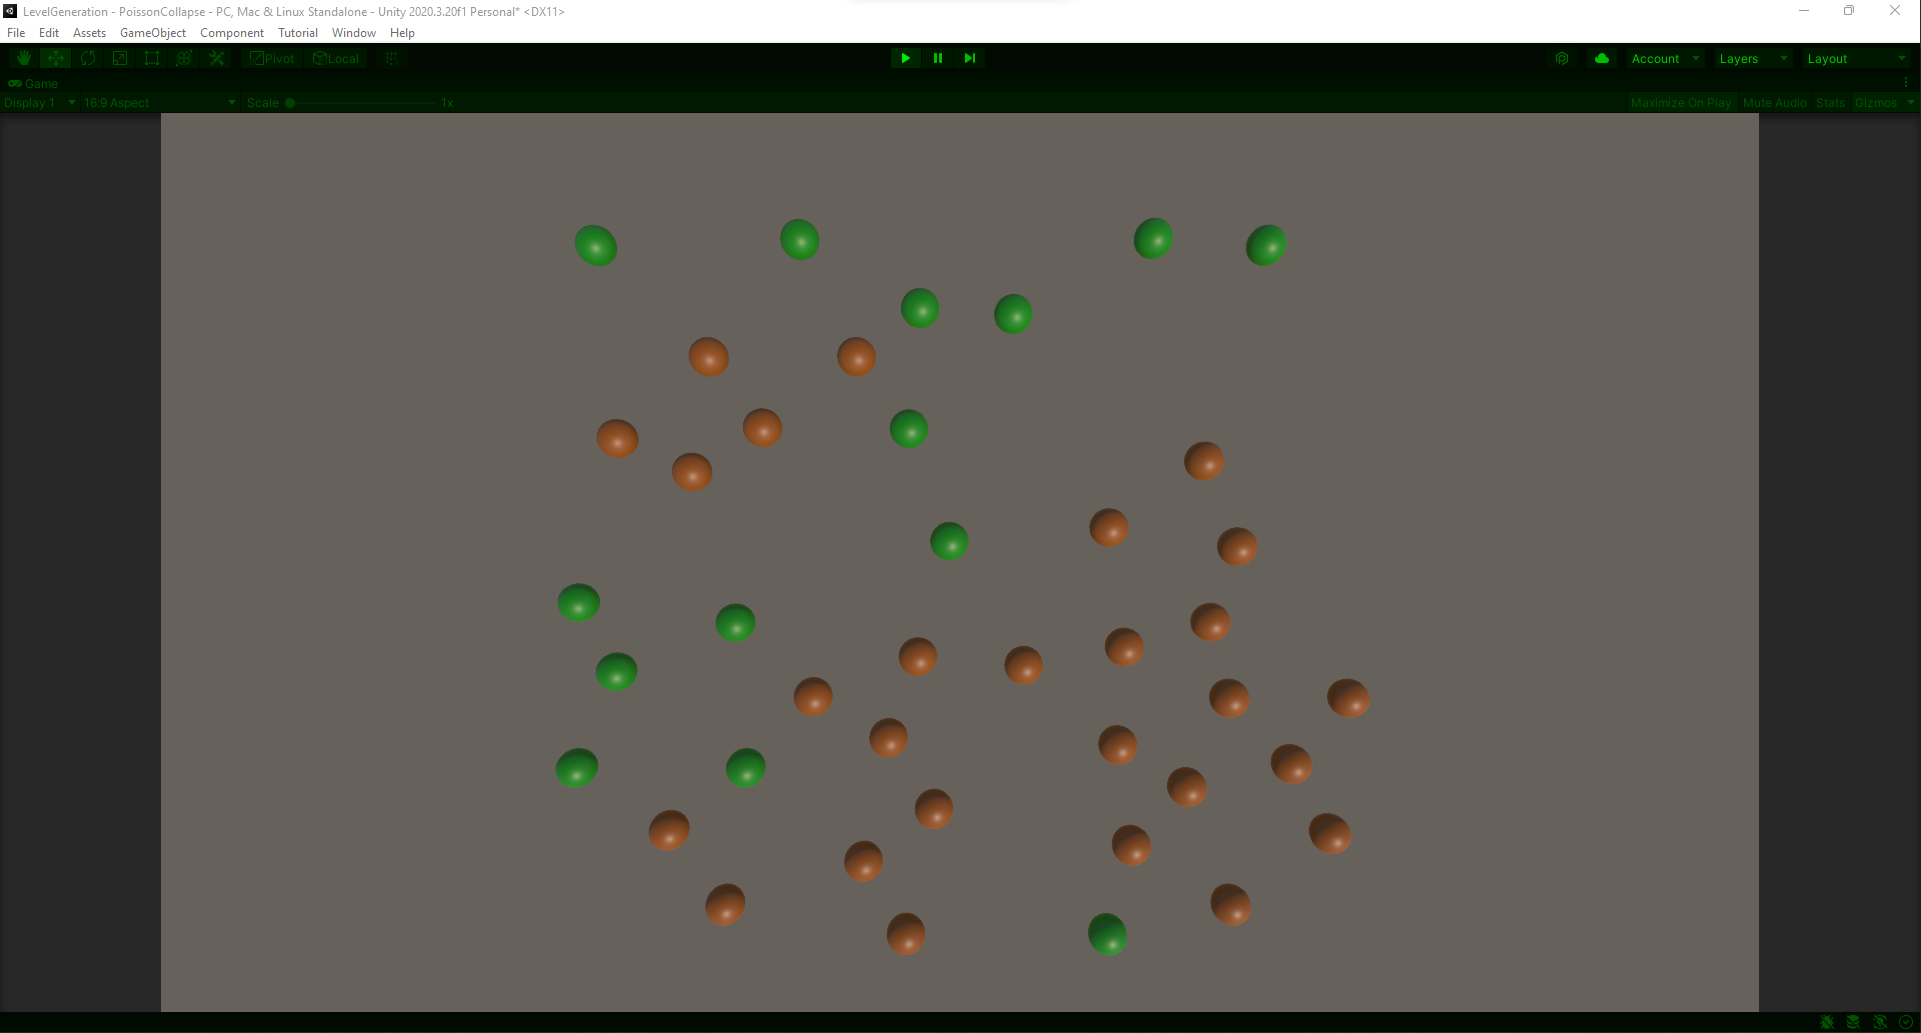 LevelGeneration - PoissonCollapse - PC, Mac & Linux Standalone - Unity 2020.3.20f1 Personal* <DX11>
File Edit Assets GameObject Component Tutorial Window Help
Pivot Local Account Layers Layout
Game
Display 1 16:9 Aspect Scale 1x Maximize On Play Mute Audio Stats Gizmos